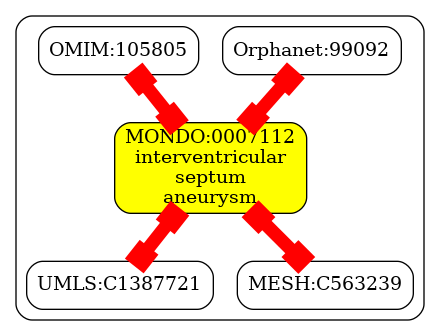 OMIM:105805
Orphanet:99092
MONDO:0007112
interventricular
septum
aneurysm
UMLS:C1387721
MESH:C563239